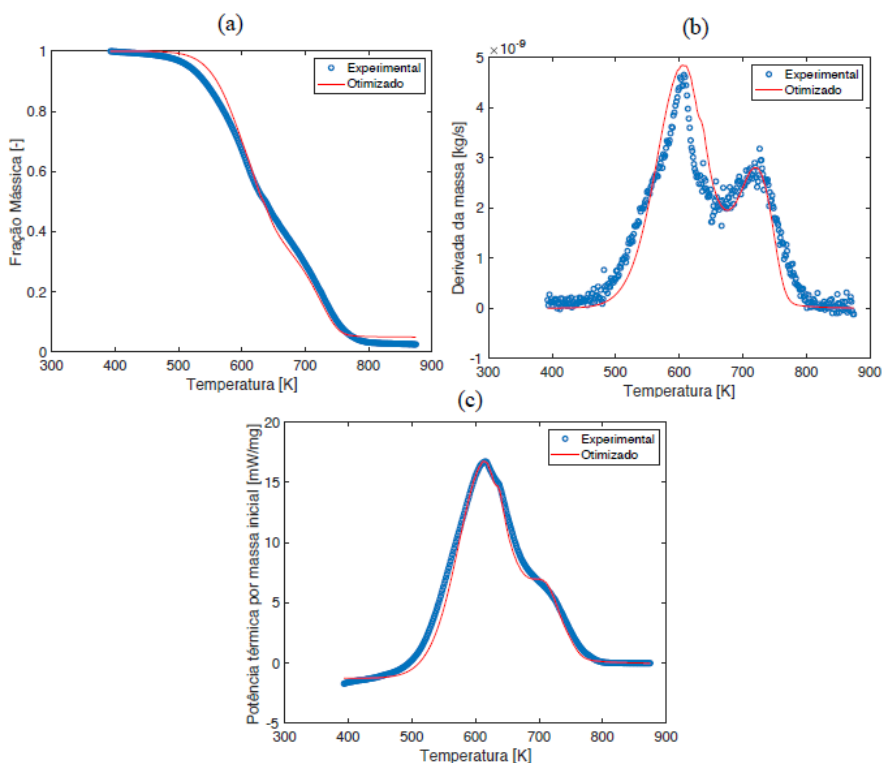 (a)
1
0.8
0.6
0.4
0.2
0
300
400
500
600
700
800
900
Fração Mássica [-]
Temperatura [K]
Experimental
Otimizado
(b)
×10⁻⁹
5
4
3
2
1
0
-1
300
400
500
600
700
800
900
Derivada da massa [kg/s]
Temperatura [K]
Experimental
Otimizado
(c)
20
15
10
5
0
-5
300
400
500
600
700
800
900
Potência térmica por massa inicial [mW/mg]
Temperatura [K]
Experimental
Otimizado